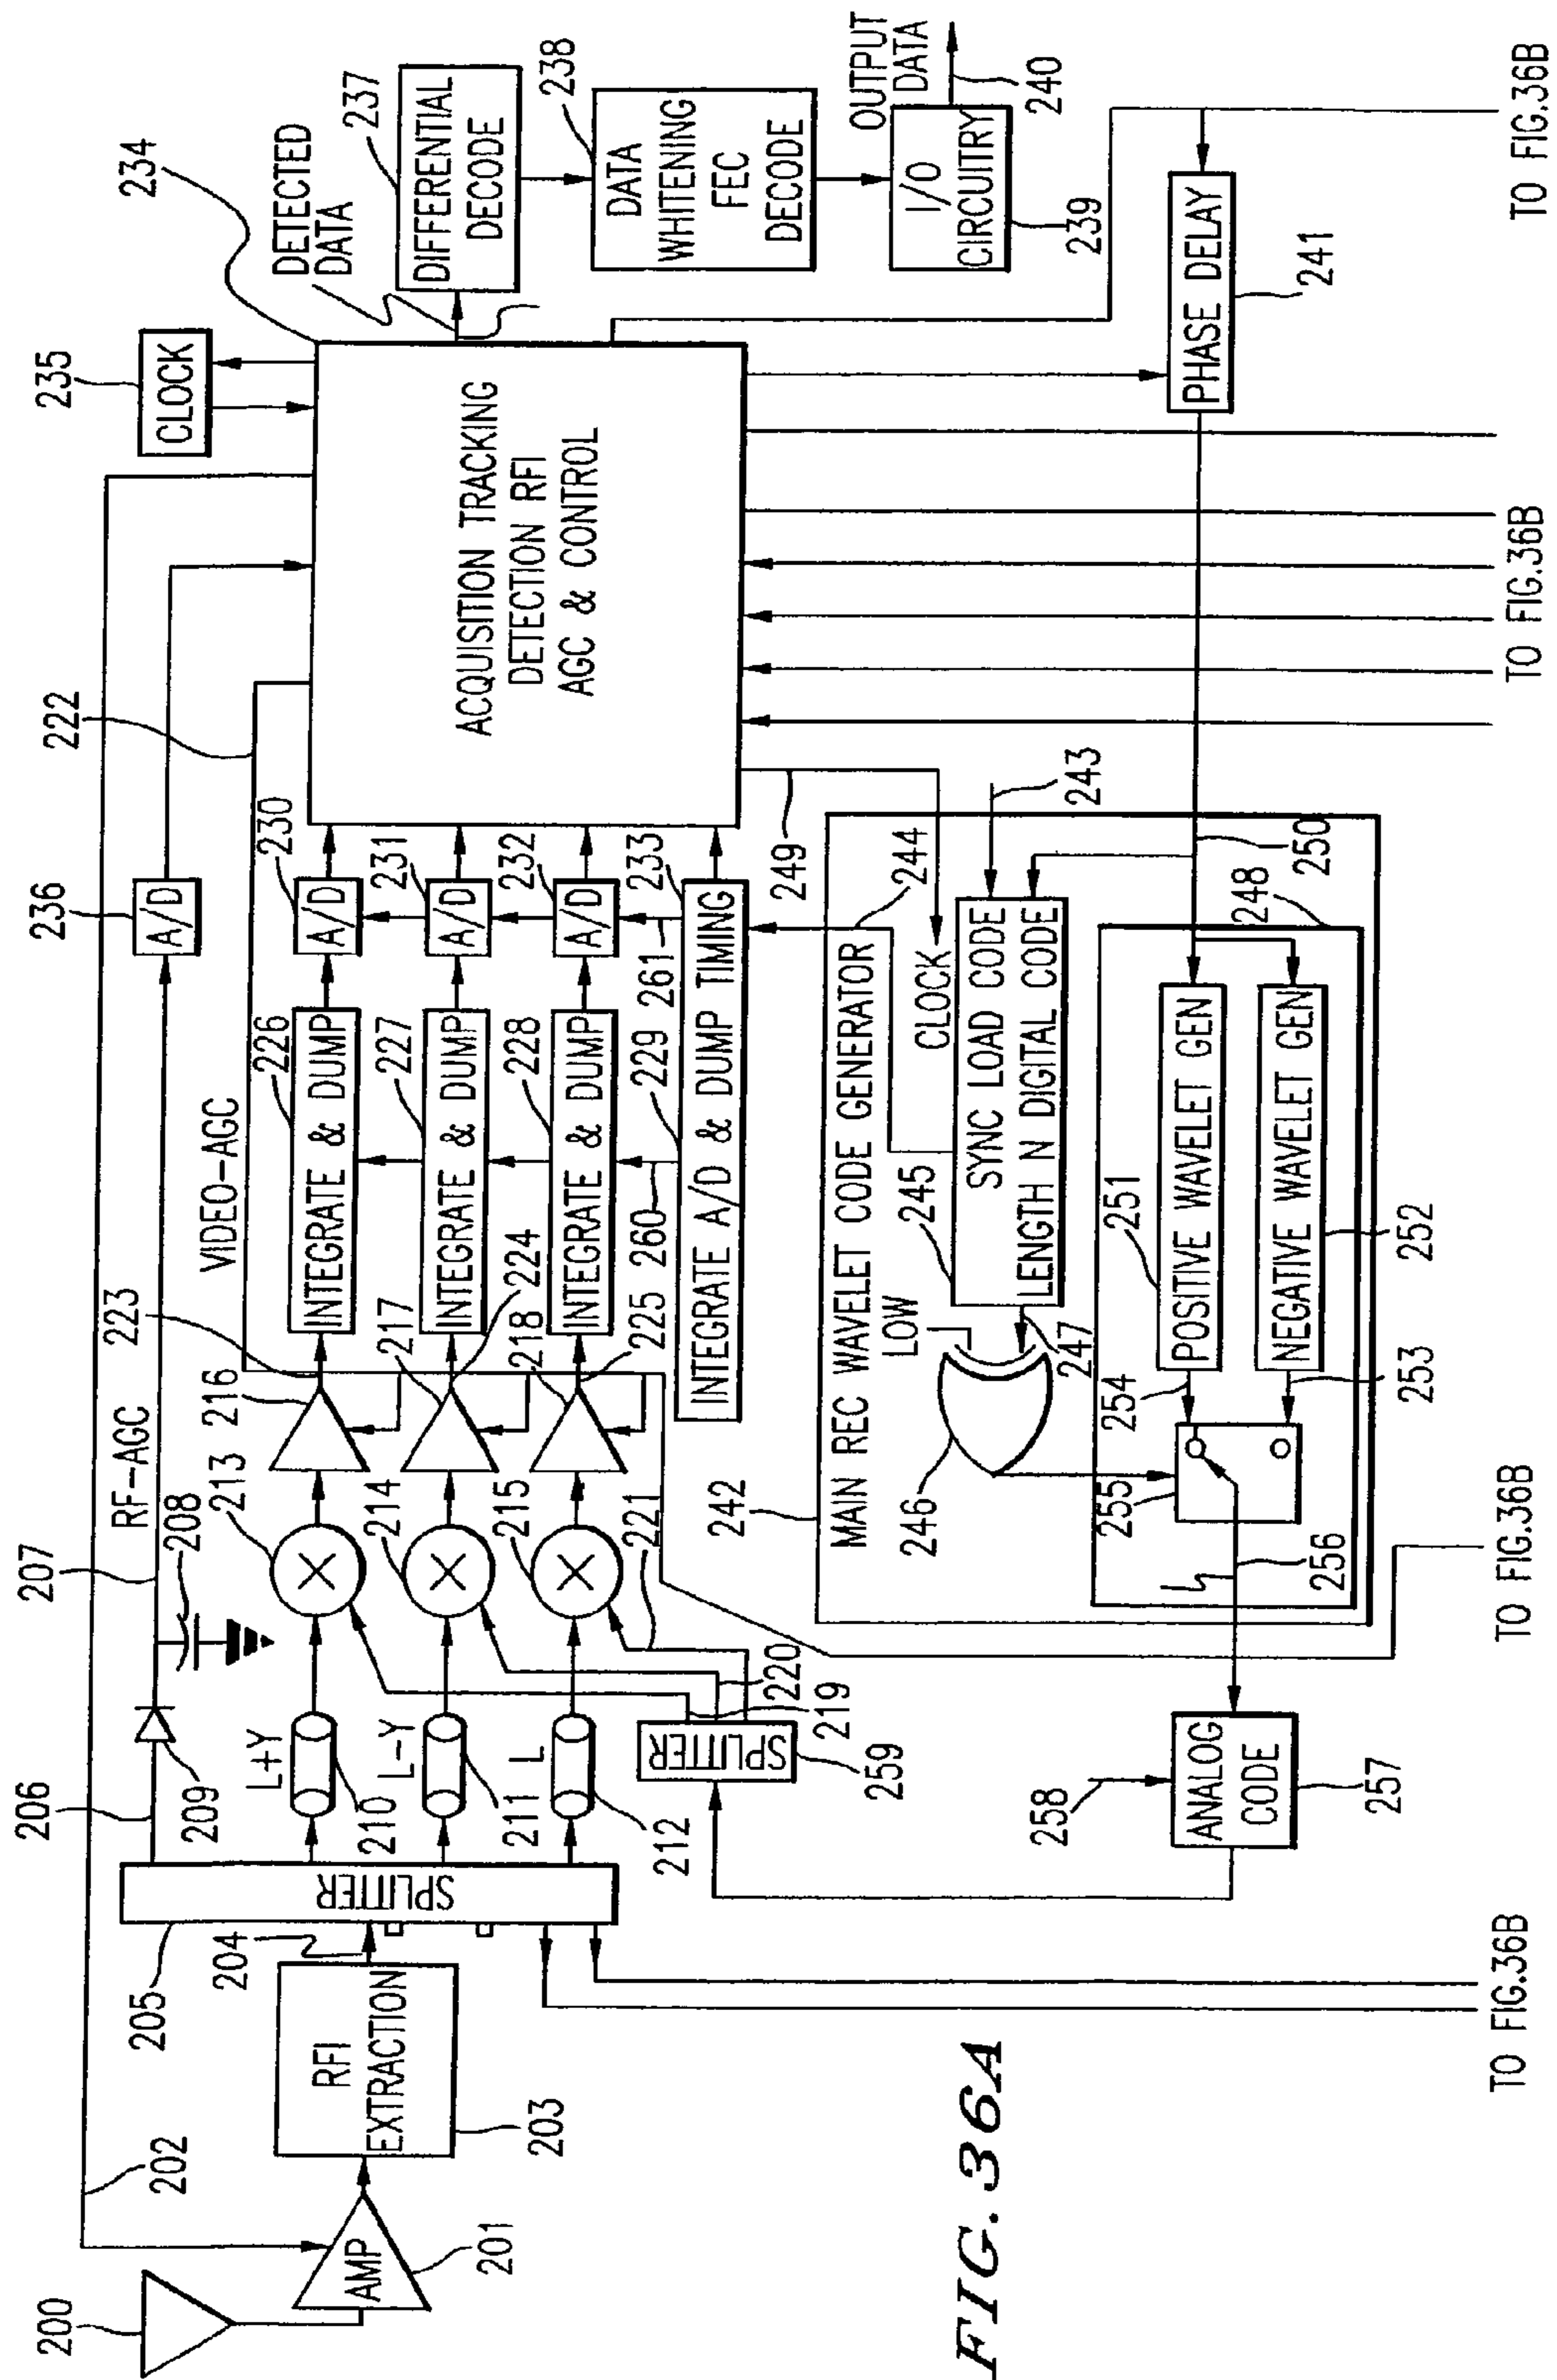 200
AMP
201
202
RFI
EXTRACTION
203
204
205
SPLITTER
206
209
207
RF-AGC
208
236
A/D
235
CLOCK
234
L+Y
210
L-Y
211
L
212
213
214
215
216
217
218
219
220
221
SPLITTER
259
VIDEO-AGC
222
223
224
225
INTEGRATE & DUMP
226
INTEGRATE & DUMP
227
INTEGRATE & DUMP
228
INTEGRATE A/D & DUMP TIMING
229
260
261
233
A/D
230
A/D
231
A/D
232
ACQUISITION TRACKING
DETECTION RFI
AGC & CONTROL
DETECTED
DATA
DIFFERENTIAL
DECODE
237
DATA
WHITENING
FEC
DECODE
238
I/O
CIRCUITRY
239
OUTPUT
DATA
240
PHASE DELAY
241
242
MAIN REC WAVELET CODE GENERATOR
244
249
243
CLOCK
SYNC LOAD CODE
LENGTH N DIGITAL CODE
245
LOW
246
247
250
248
POSITIVE WAVELET GEN
251
NEGATIVE WAVELET GEN
252
254
253
255
256
ANALOG
CODE
257
258
TO FIG.36B
TO FIG.36B
TO FIG.36B
TO FIG.36B
FIG. 36A